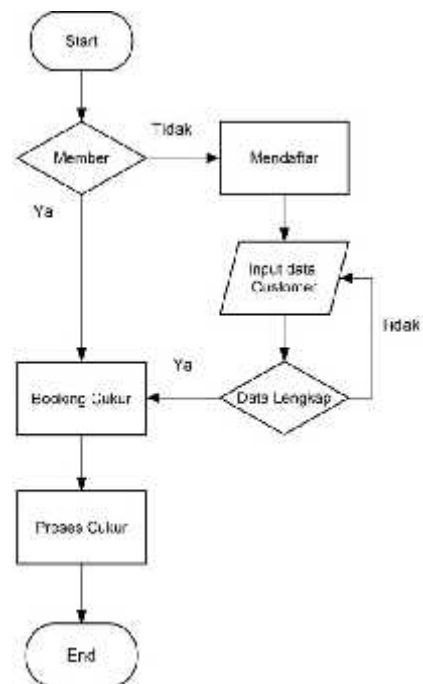 Start
Tidak
Member
Mendaftar
Ya
Input data
Customer
Tidak
Ya
Booking Cukur
Data Lengkap
Proses Cukur
End